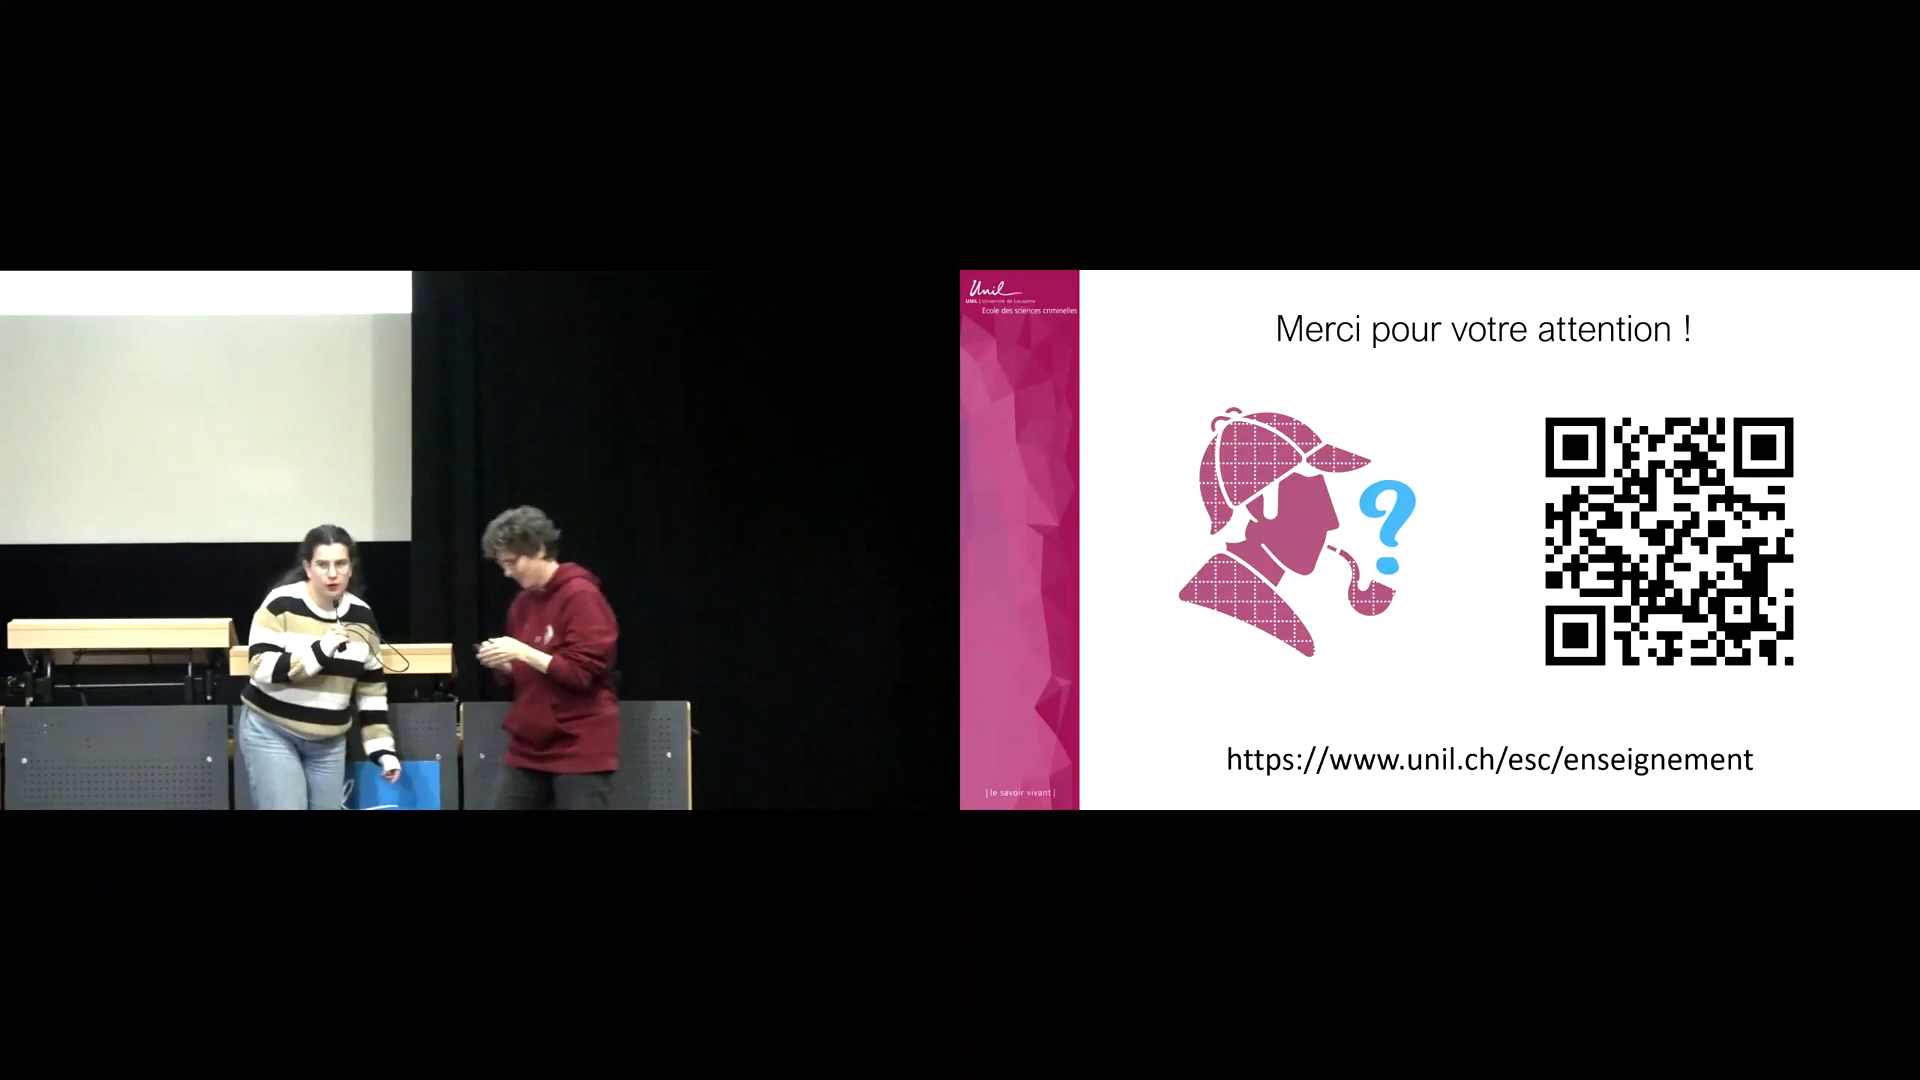 Unil
UNIL | Université de Lausanne
Ecole des sciences criminelles
Merci pour votre attention !
https://www.unil.ch/esc/enseignement
| le savoir vivant |